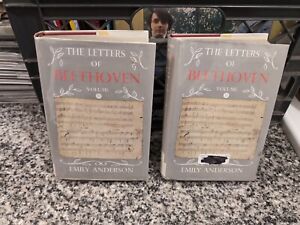 THE LETTERS
OF
BEETHOVEN
VOLUME
EMILY ANDERSON
THE LETTERS
OF
BEETHOVEN
VOLUME
EMILY ANDERSON